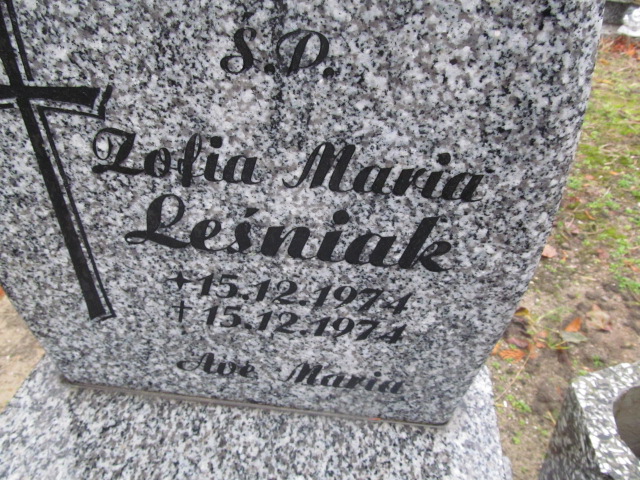 Ś.P.
Zofia Maria
Leśniak
*15.12.1974
+15.12.1974
Ave Maria